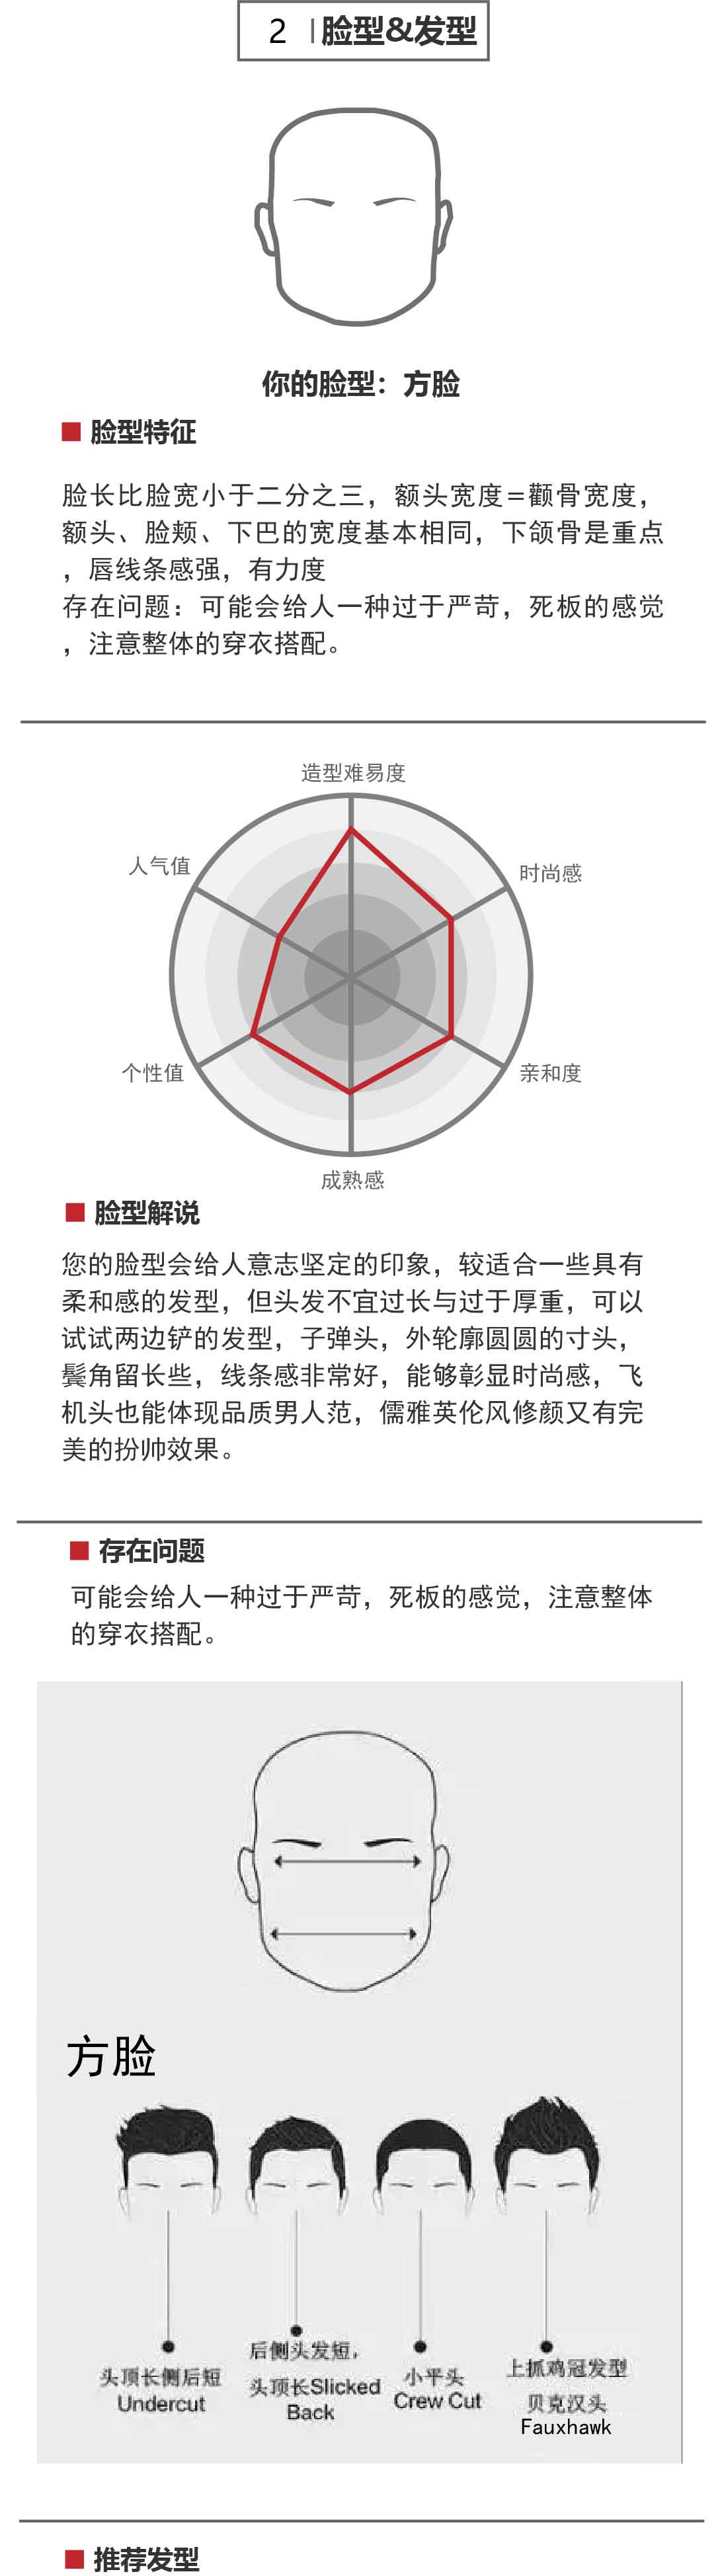 2 |脸型&发型
你的脸型：方脸
脸型特征
脸长比脸宽小于二分之三，额头宽度=颧骨宽度，
额头、脸颊、下巴的宽度基本相同，下颌骨是重点
，唇线条感强，有力度
存在问题：可能会给人一种过于严苛，死板的感觉
，注意整体的穿衣搭配。
造型难易度
人气值
时尚感
个性值
亲和度
成熟感
脸型解说
您的脸型会给人意志坚定的印象，较适合一些具有
柔和感的发型，但头发不宜过长与过于厚重，可以
试试两边铲的发型，子弹头，外轮廓圆圆的寸头，
鬓角留长些，线条感非常好，能够彰显时尚感，飞
机头也能体现品质男人范，儒雅英伦风修颜又有完
美的扮帅效果。
存在问题
可能会给人一种过于严苛，死板的感觉，注意整体
的穿衣搭配。
方脸
头顶长侧后短
Undercut
后侧头发短，
头顶长Slicked
Back
小平头
Crew Cut
上抓鸡冠发型
贝克汉头
Fauxhawk
推荐发型